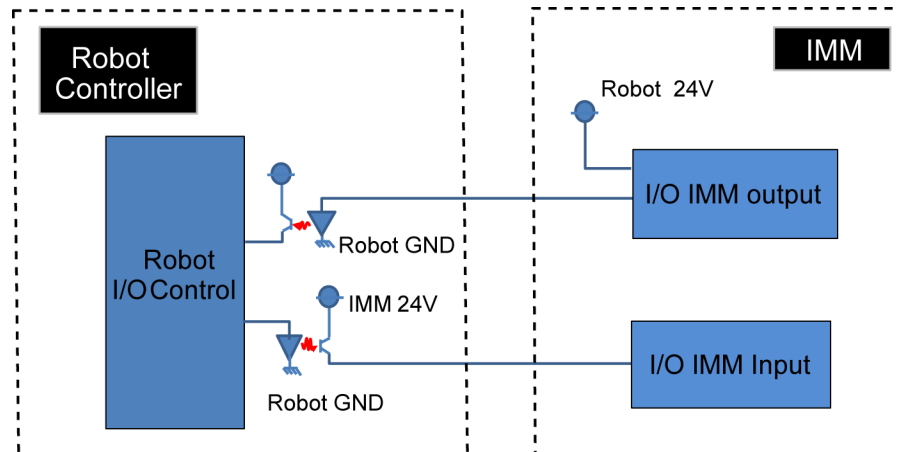 Robot
Controller
IMM
Robot 24V
I/O IMM output
Robot GND
Robot
I/O Control
IMM 24V
I/O IMM Input
Robot GND